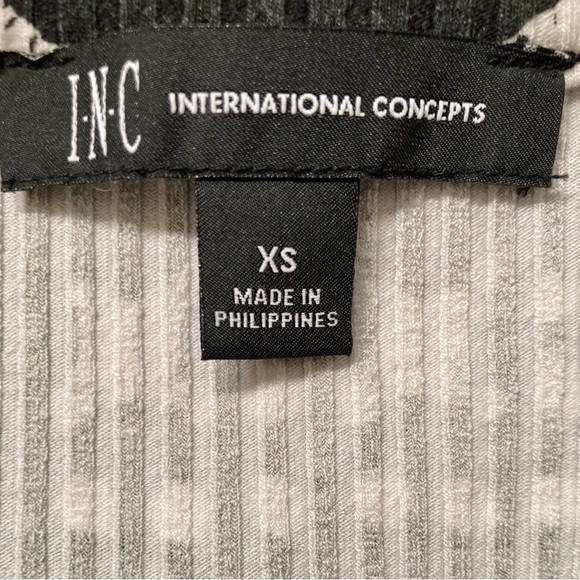 I·N·C INTERNATIONAL CONCEPTS
XS
MADE IN
PHILIPPINES